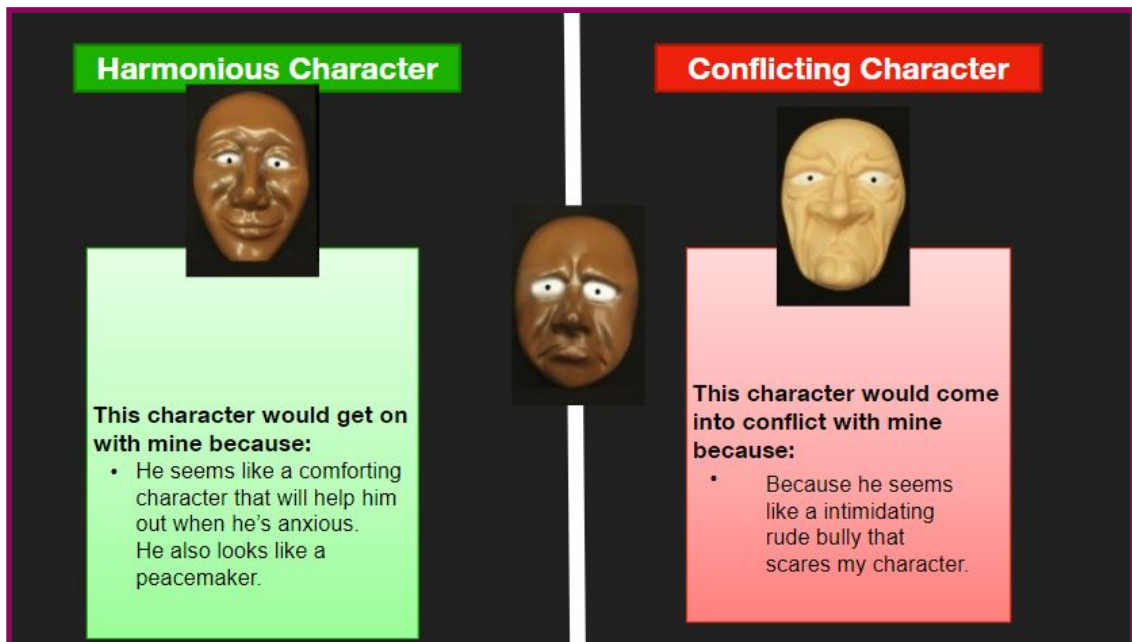 Harmonious Character
This character would get on
with mine because:
• He seems like a comforting
character that will help him
out when he's anxious.
He also looks like a
peacemaker.
Conflicting Character
This character would come
into conflict with mine
because:
• Because he seems
like a intimidating
rude bully that
scares my character.